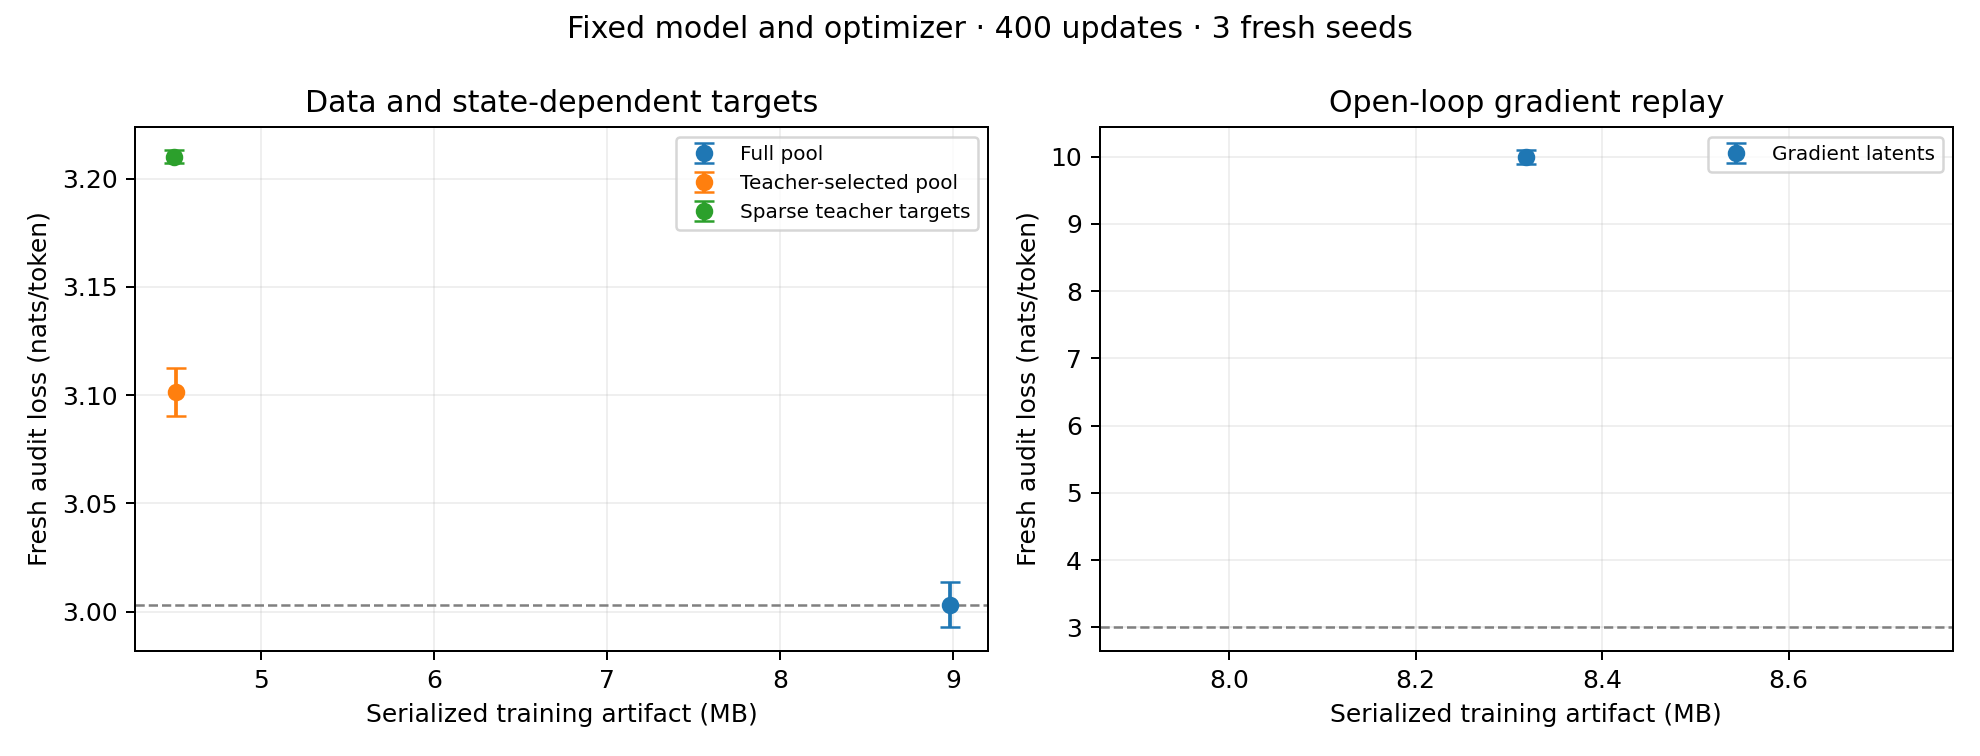 Fixed model and optimizer · 400 updates · 3 fresh seeds
Data and state-dependent targets
Fresh audit loss (nats/token)
3.20
3.15
3.10
3.05
3.00
Full pool
Teacher-selected pool
Sparse teacher targets
5 6 7 8 9
Serialized training artifact (MB)
Open-loop gradient replay
Fresh audit loss (nats/token)
10
9
8
7
6
5
4
3
Gradient latents
8.0 8.2 8.4 8.6
Serialized training artifact (MB)